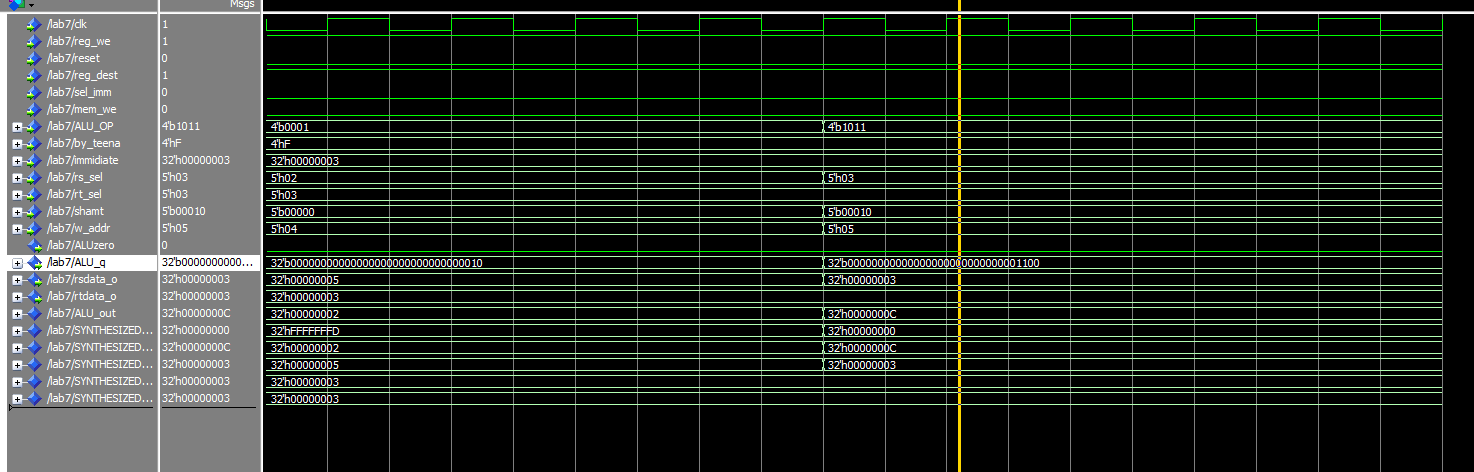 Msgs
/lab7/clk 1
/lab7/reg_we 1
/lab7/reset 0
/lab7/reg_dest 1
/lab7/sel_imm 0
/lab7/mem_we 0
/lab7/ALU_OP 4'b1011 4'b0001 4'b1011
/lab7/by_teena 4'hF 4'hF
/lab7/immidiate 32'h00000003 32'h00000003
/lab7/rs_sel 5'h03 5'h02 5'h03
/lab7/rt_sel 5'h03 5'h03
/lab7/shamt 5'b00010 5'b00000 5'b00010
/lab7/w_addr 5'h05 5'h04 5'h05
/lab7/ALUzero 0
/lab7/ALU_q 32'b0000000000... 32'b00000000000000000000000000000010 32'b00000000000000000000000000001100
/lab7/rsdata_o 32'h00000003 32'h00000005 32'h00000003
/lab7/rtdata_o 32'h00000003 32'h00000003
/lab7/ALU_out 32'h0000000C 32'h00000002 32'h0000000C
/lab7/SYNTHESIZED... 32'h00000000 32'hFFFFFFFD 32'h00000000
/lab7/SYNTHESIZED... 32'h0000000C 32'h00000002 32'h0000000C
/lab7/SYNTHESIZED... 32'h00000003 32'h00000005 32'h00000003
/lab7/SYNTHESIZED... 32'h00000003 32'h00000003
/lab7/SYNTHESIZED... 32'h00000003 32'h00000003